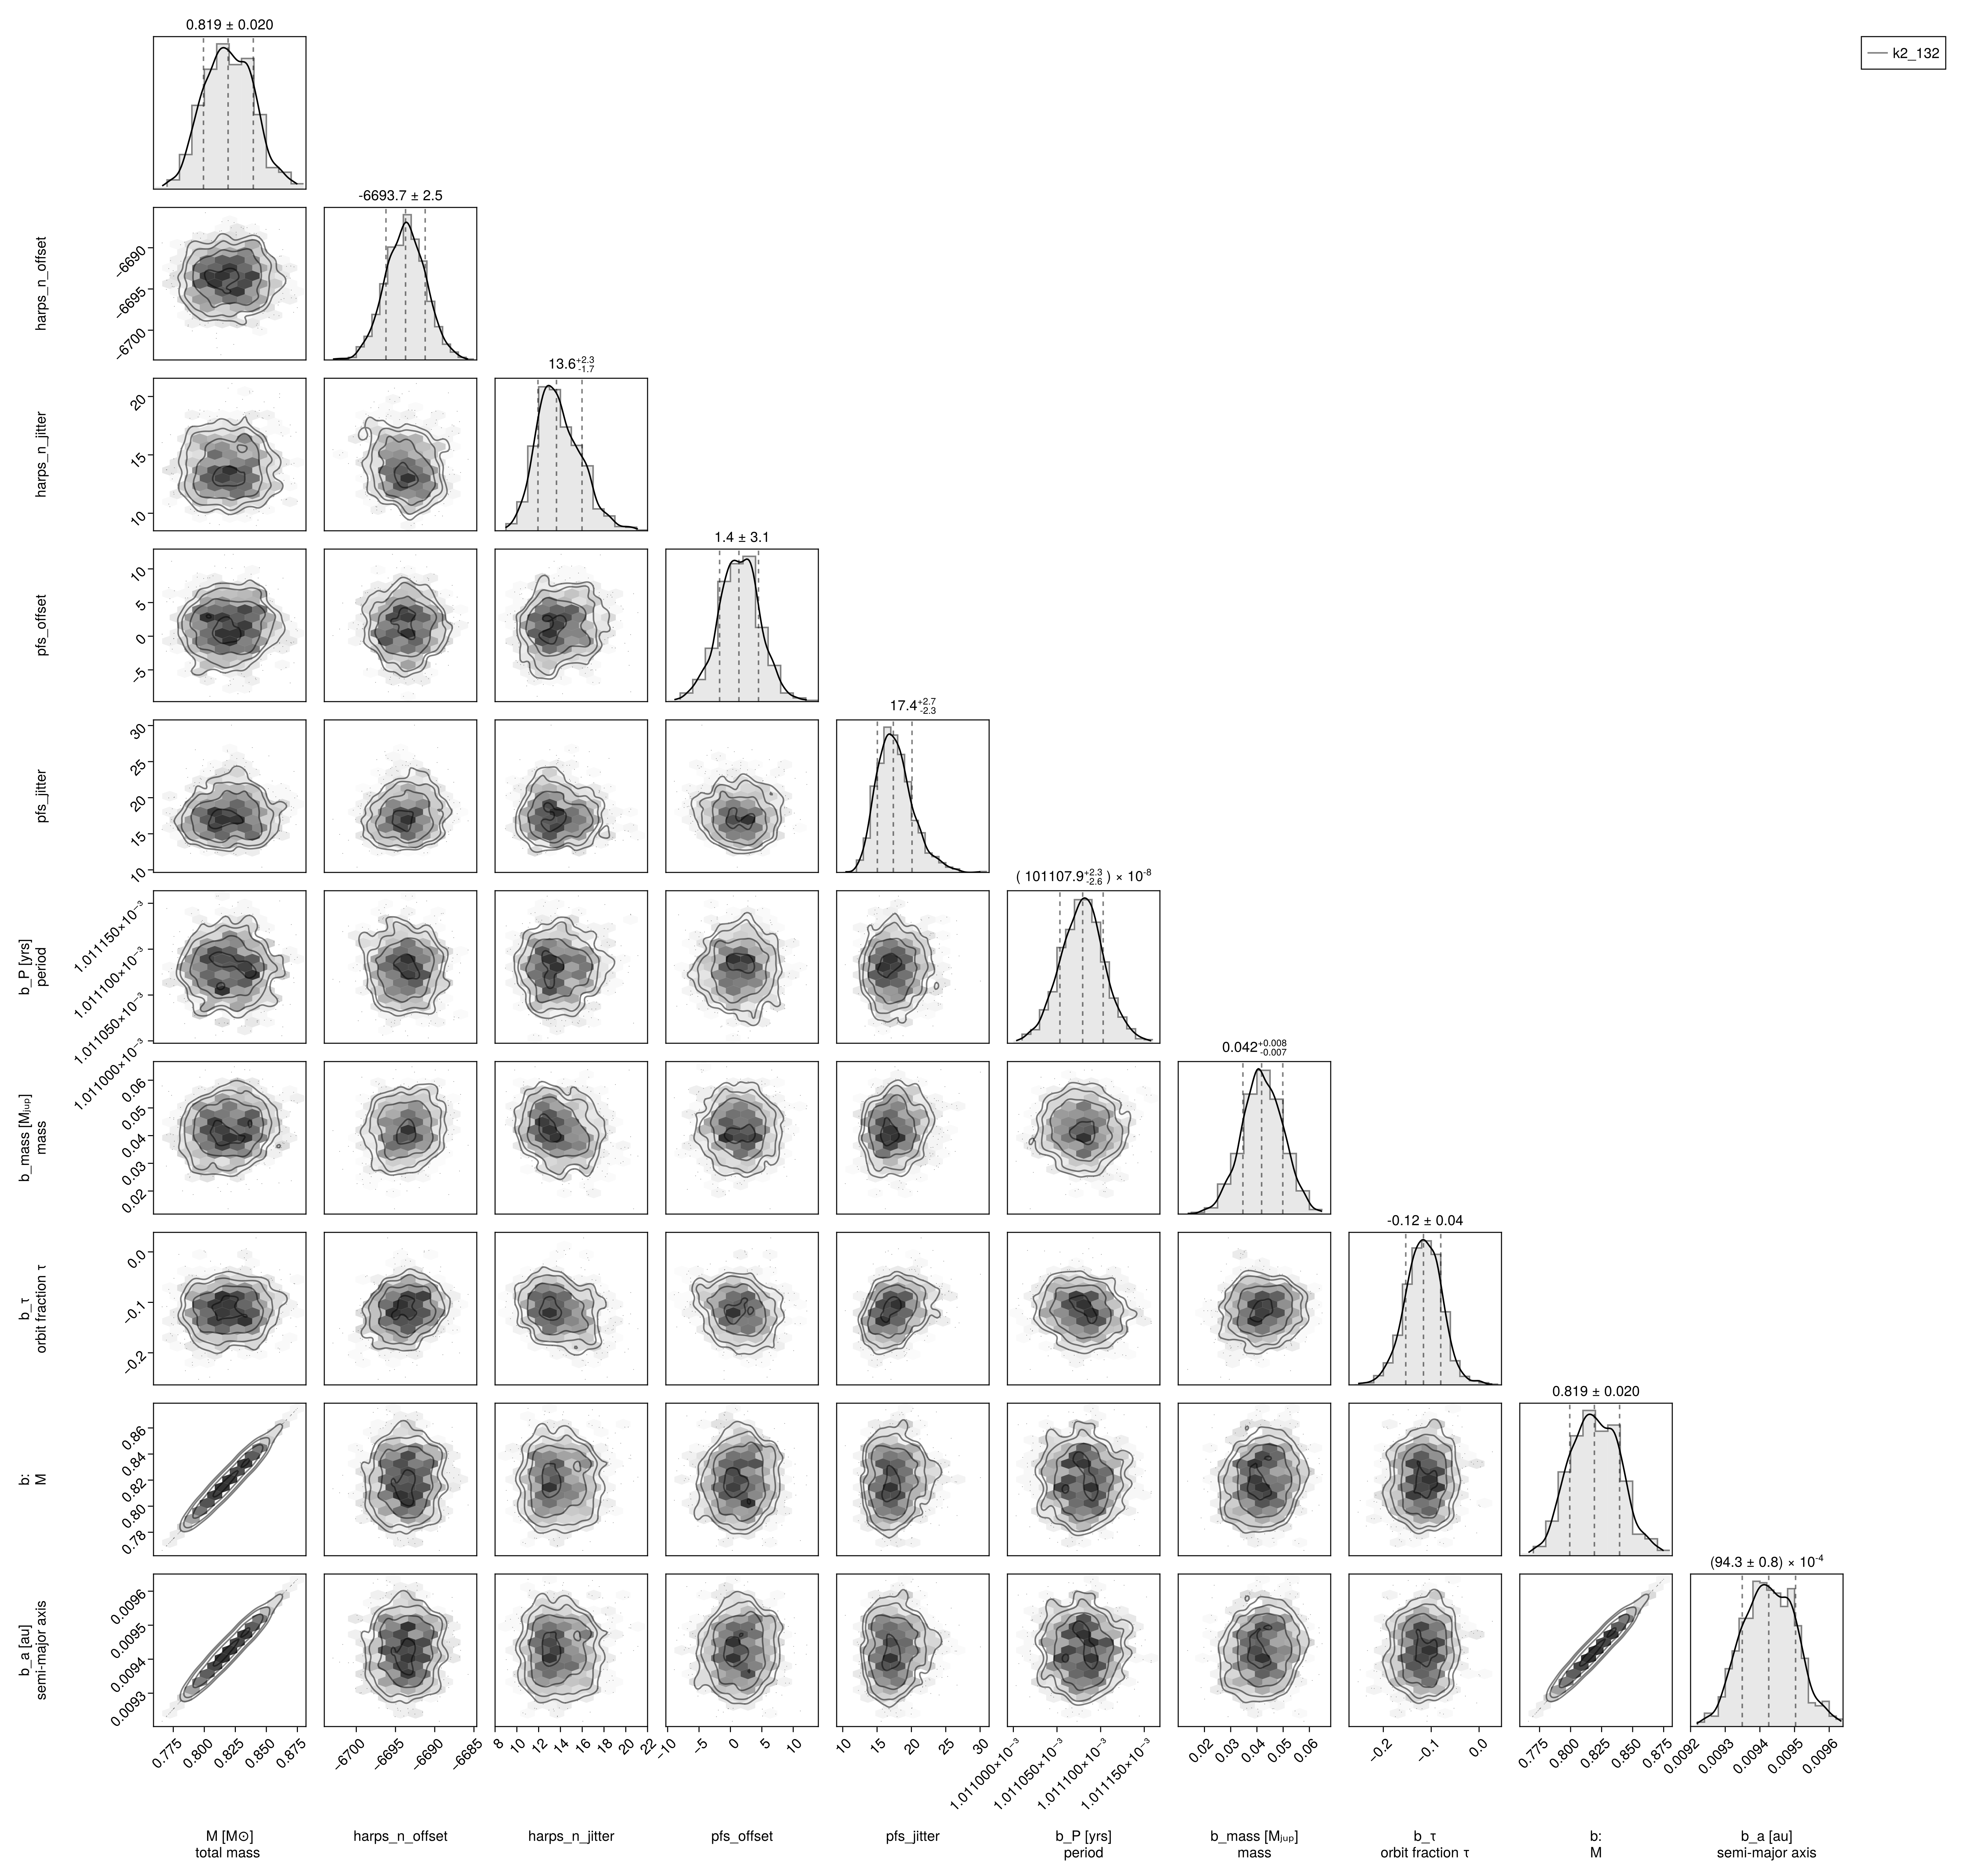 0.819 ± 0.020
k2_132
-6693.7 ± 2.5
harps_n_offset
−6690
−6695
−6700
13.6+2.3-1.7
harps_n_jitter
20
15
10
1.4 ± 3.1
pfs_offset
10
5
0
−5
17.4+2.7-2.3
pfs_jitter
30
25
20
15
10
( 101107.9+2.3-2.6 ) × 10-8
b_P [yrs]
period
1.011150×10⁻³
1.011100×10⁻³
1.011050×10⁻³
1.011000×10⁻³
0.042+0.008-0.007
b_mass [Mⱼᵤₚ]
mass
0.06
0.05
0.04
0.03
0.02
-0.12 ± 0.04
b_τ
orbit fraction τ
0.0
−0.1
−0.2
0.819 ± 0.020
b:
M
0.86
0.84
0.82
0.80
0.78
(94.3 ± 0.8) × 10-4
b_a [au]
semi-major axis
0.0096
0.0095
0.0094
0.0093
0.775 0.800 0.825 0.850 0.875
−6700 −6695 −6690 −6685
8 10 12 14 16 18 20 22
−10 −5 0 5 10
10 15 20 25 30
1.011000×10⁻³ 1.011050×10⁻³ 1.011100×10⁻³ 1.011150×10⁻³
0.02 0.03 0.04 0.05 0.06
−0.2 −0.1 0.0
0.775 0.800 0.825 0.850 0.875
0.0092 0.0093 0.0094 0.0095 0.0096
M [M⊙]
total mass
harps_n_offset
harps_n_jitter
pfs_offset
pfs_jitter
b_P [yrs]
period
b_mass [Mⱼᵤₚ]
mass
b_τ
orbit fraction τ
b:
M
b_a [au]
semi-major axis